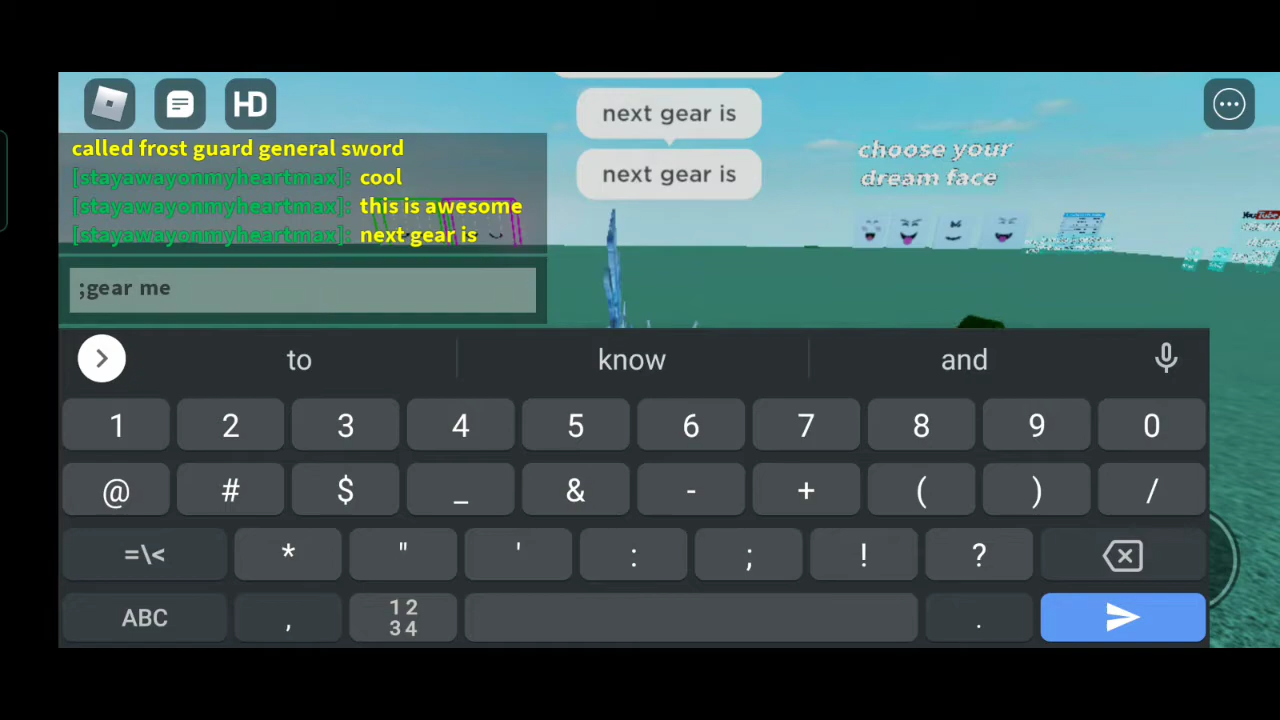 HD
next gear is
next gear is
choose your
dream face
called frost guard general sword
[stayawayonmyheartmax]: cool
[stayawayonmyheartmax]: this is awesome
[stayawayonmyheartmax]: next gear is
;gear me
to know and
1 2 3 4 5 6 7 8 9 0
@ # $ _ & - + ( ) /
=\< * " ' : ; ! ?
ABC , 12 34 .